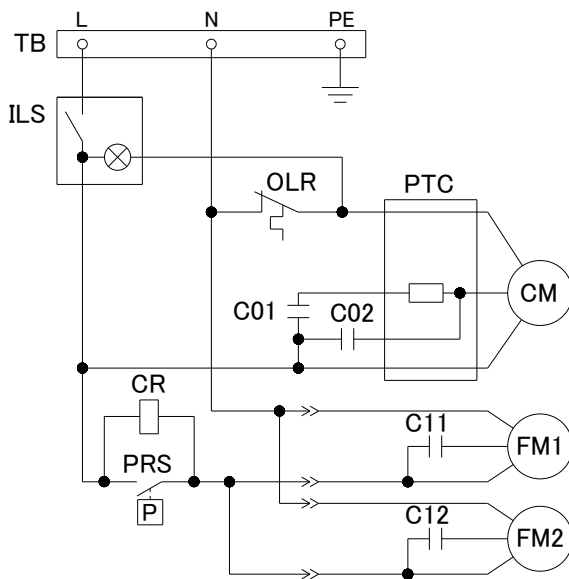 L N PE
TB
ILS
OLR PTC
CM
C01 C02
CR
C11
PRS FM1
P
C12
FM2